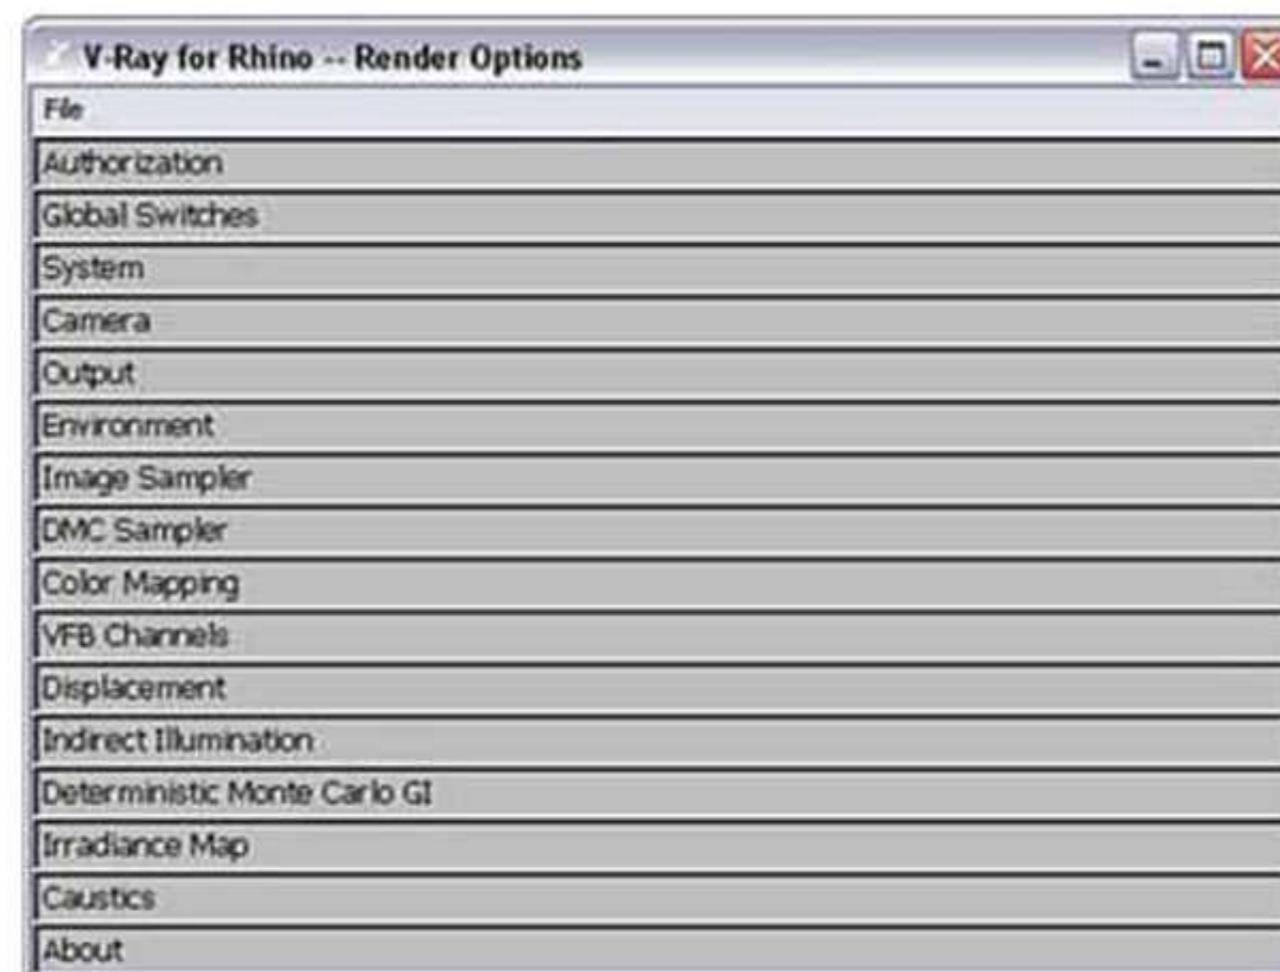 V-Ray for Rhino -- Render Options
File
Authorization
Global Switches
System
Camera
Output
Environment
Image Sampler
DMC Sampler
Color Mapping
VFB Channels
Displacement
Indirect Illumination
Deterministic Monte Carlo GI
Irradiance Map
Caustics
About